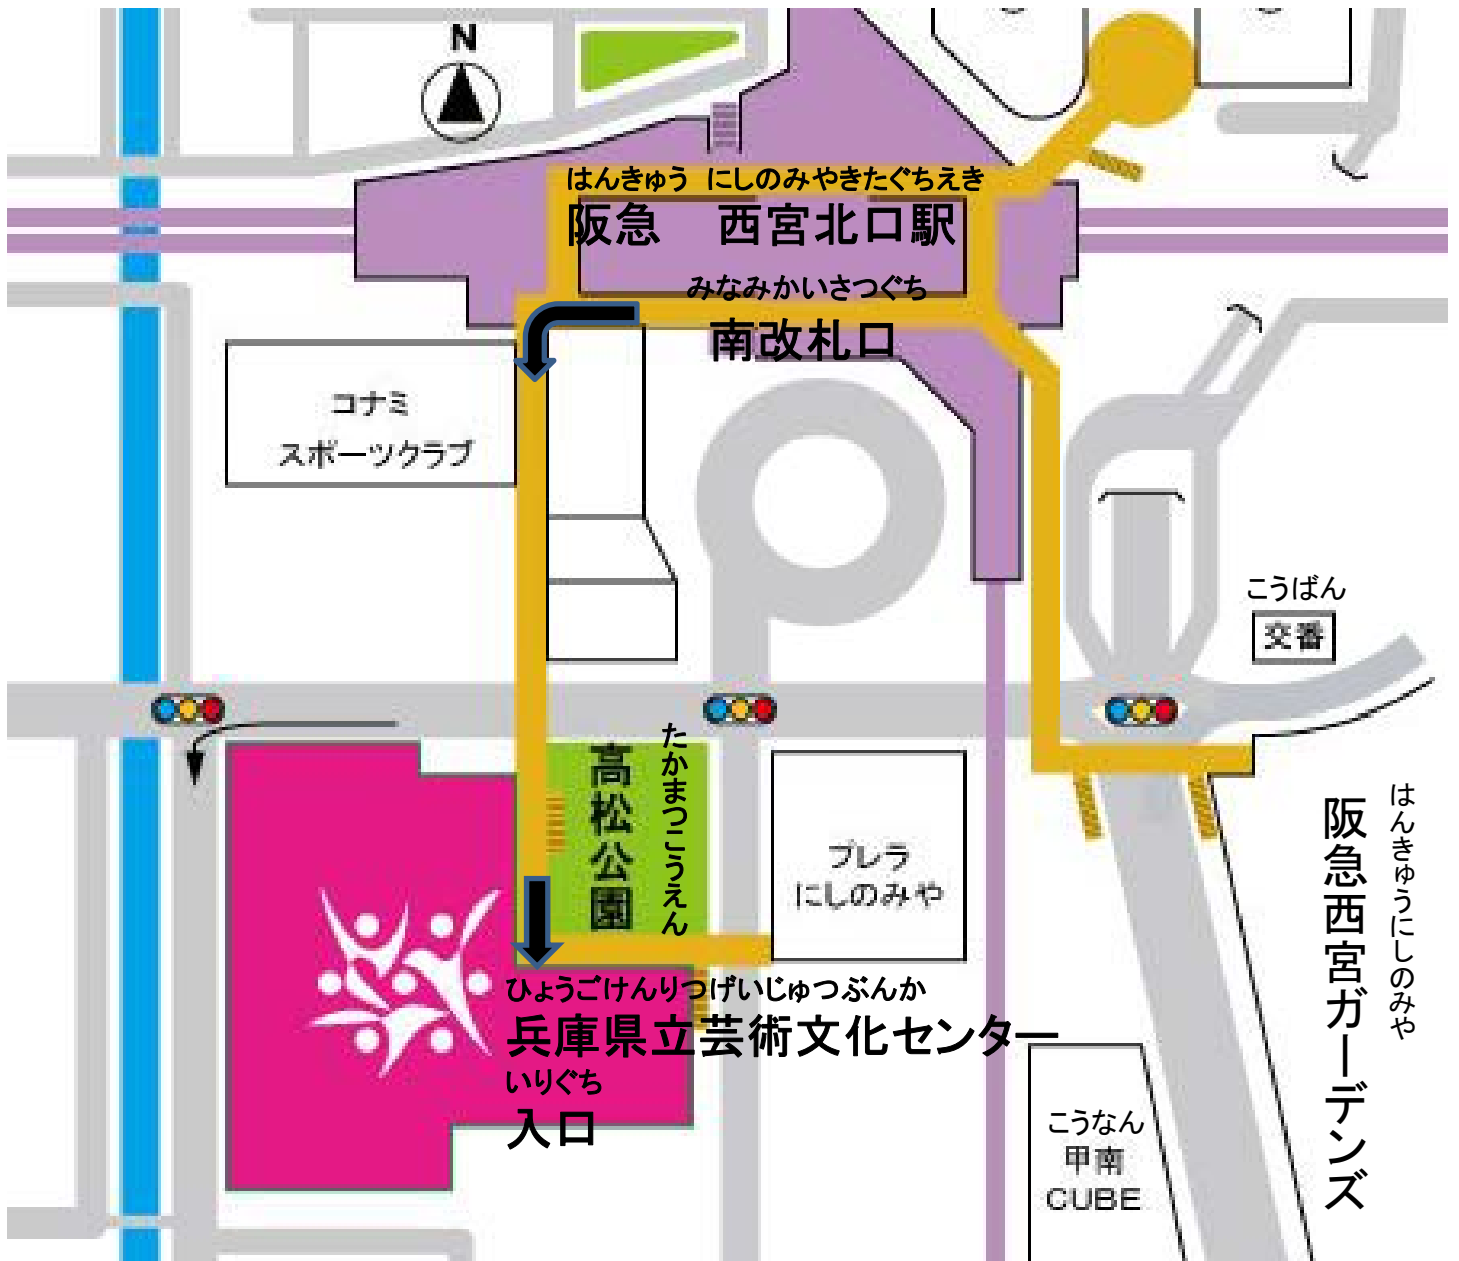 N
はんきゅう　にしのみやきたぐちえき
阪急　西宮北口駅
みなみかいさつぐち
南改札口
コナミ
スポーツクラブ
こうばん
交番
高松公園
たかまつこうえん
プレラ
にしのみや
はんきゅうにしのみや
阪急西宮ガーデンズ
ひょうごけんりつげいじゅつぶんか
兵庫県立芸術文化センター
いりぐち
入口
こうなん
甲南
CUBE